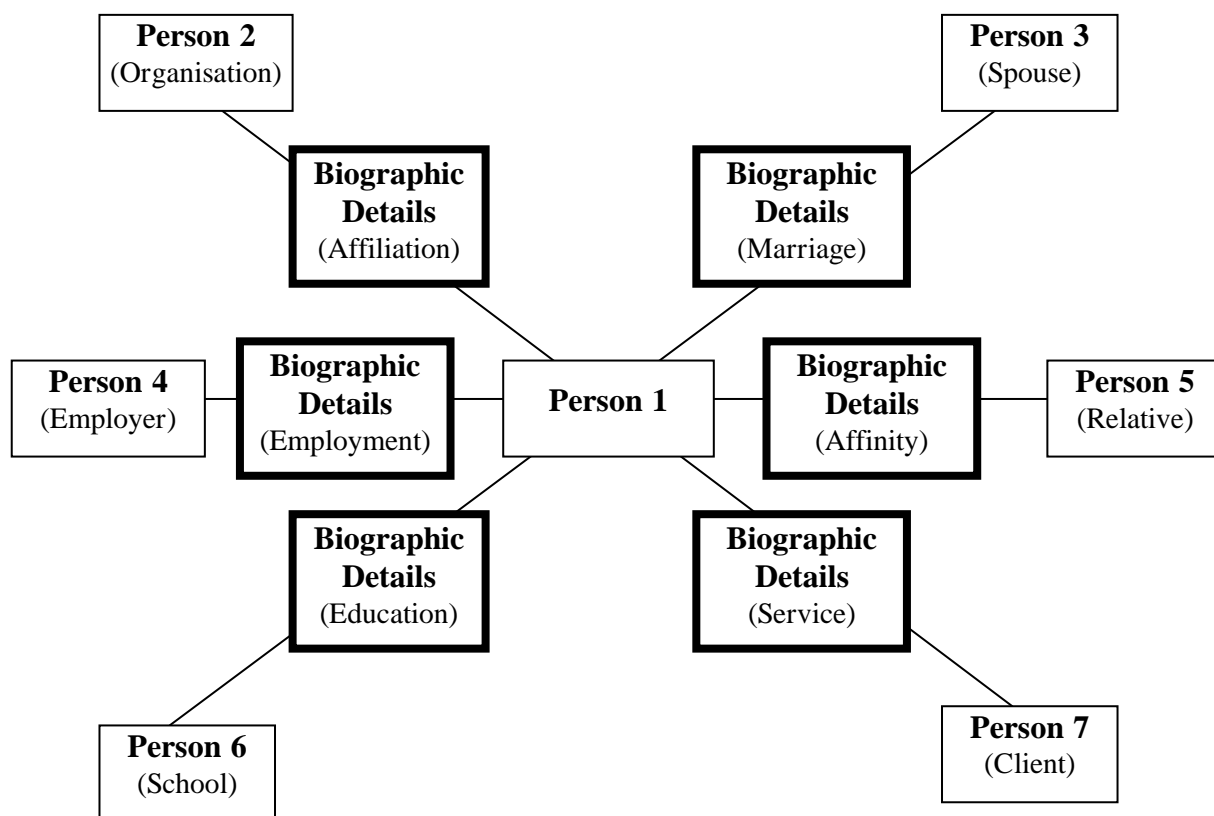 Person 2
(Organisation)
Person 3
(Spouse)
Biographic
Details
(Affiliation)
Biographic
Details
(Marriage)
Person 4
(Employer)
Biographic
Details
(Employment)
Person 1
Biographic
Details
(Affinity)
Person 5
(Relative)
Biographic
Details
(Education)
Biographic
Details
(Service)
Person 6
(School)
Person 7
(Client)